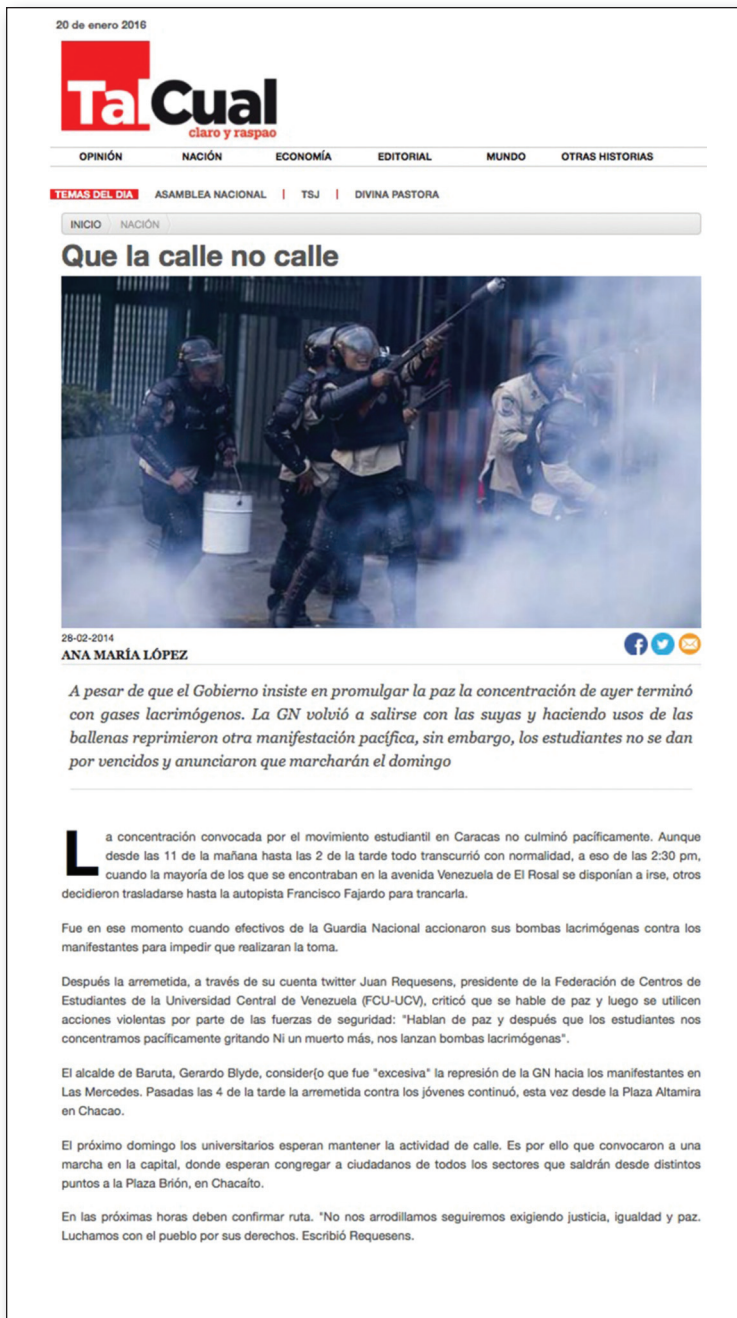 20 de enero 2016
TalCual
claro y raspao
OPINIÓN NACIÓN ECONOMÍA EDITORIAL MUNDO OTRAS HISTORIAS
TEMAS DEL DIA ASAMBLEA NACIONAL | TSJ | DIVINA PASTORA
INICIO NACIÓN
Que la calle no calle
28-02-2014
ANA MARÍA LÓPEZ
A pesar de que el Gobierno insiste en promulgar la paz la concentración de ayer terminó
con gases lacrimógenos. La GN volvió a salirse con las suyas y haciendo usos de las
ballenas reprimieron otra manifestación pacífica, sin embargo, los estudiantes no se dan
por vencidos y anunciaron que marcharán el domingo
La concentración convocada por el movimiento estudiantil en Caracas no culminó pacíficamente. Aunque
desde las 11 de la mañana hasta las 2 de la tarde todo transcurrió con normalidad, a eso de las 2:30 pm,
cuando la mayoría de los que se encontraban en la avenida Venezuela de El Rosal se disponían a irse, otros
decidieron trasladarse hasta la autopista Francisco Fajardo para trancarla.
Fue en ese momento cuando efectivos de la Guardia Nacional accionaron sus bombas lacrimógenas contra los
manifestantes para impedir que realizaran la toma.
Después la arremetida, a través de su cuenta twitter Juan Requesens, presidente de la Federación de Centros de
Estudiantes de la Universidad Central de Venezuela (FCU-UCV), criticó que se hable de paz y luego se utilicen
acciones violentas por parte de las fuerzas de seguridad: "Hablan de paz y después que los estudiantes nos
concentramos pacíficamente gritando Ni un muerto más, nos lanzan bombas lacrimógenas".
El alcalde de Baruta, Gerardo Blyde, consider{o que fue "excesiva" la represión de la GN hacia los manifestantes en
Las Mercedes. Pasadas las 4 de la tarde la arremetida contra los jóvenes continuó, esta vez desde la Plaza Altamira
en Chacao.
El próximo domingo los universitarios esperan mantener la actividad de calle. Es por ello que convocaron a una
marcha en la capital, donde esperan congregar a ciudadanos de todos los sectores que saldrán desde distintos
puntos a la Plaza Brión, en Chacaíto.
En las próximas horas deben confirmar ruta. "No nos arrodillamos seguiremos exigiendo justicia, igualdad y paz.
Luchamos con el pueblo por sus derechos. Escribió Requesens.